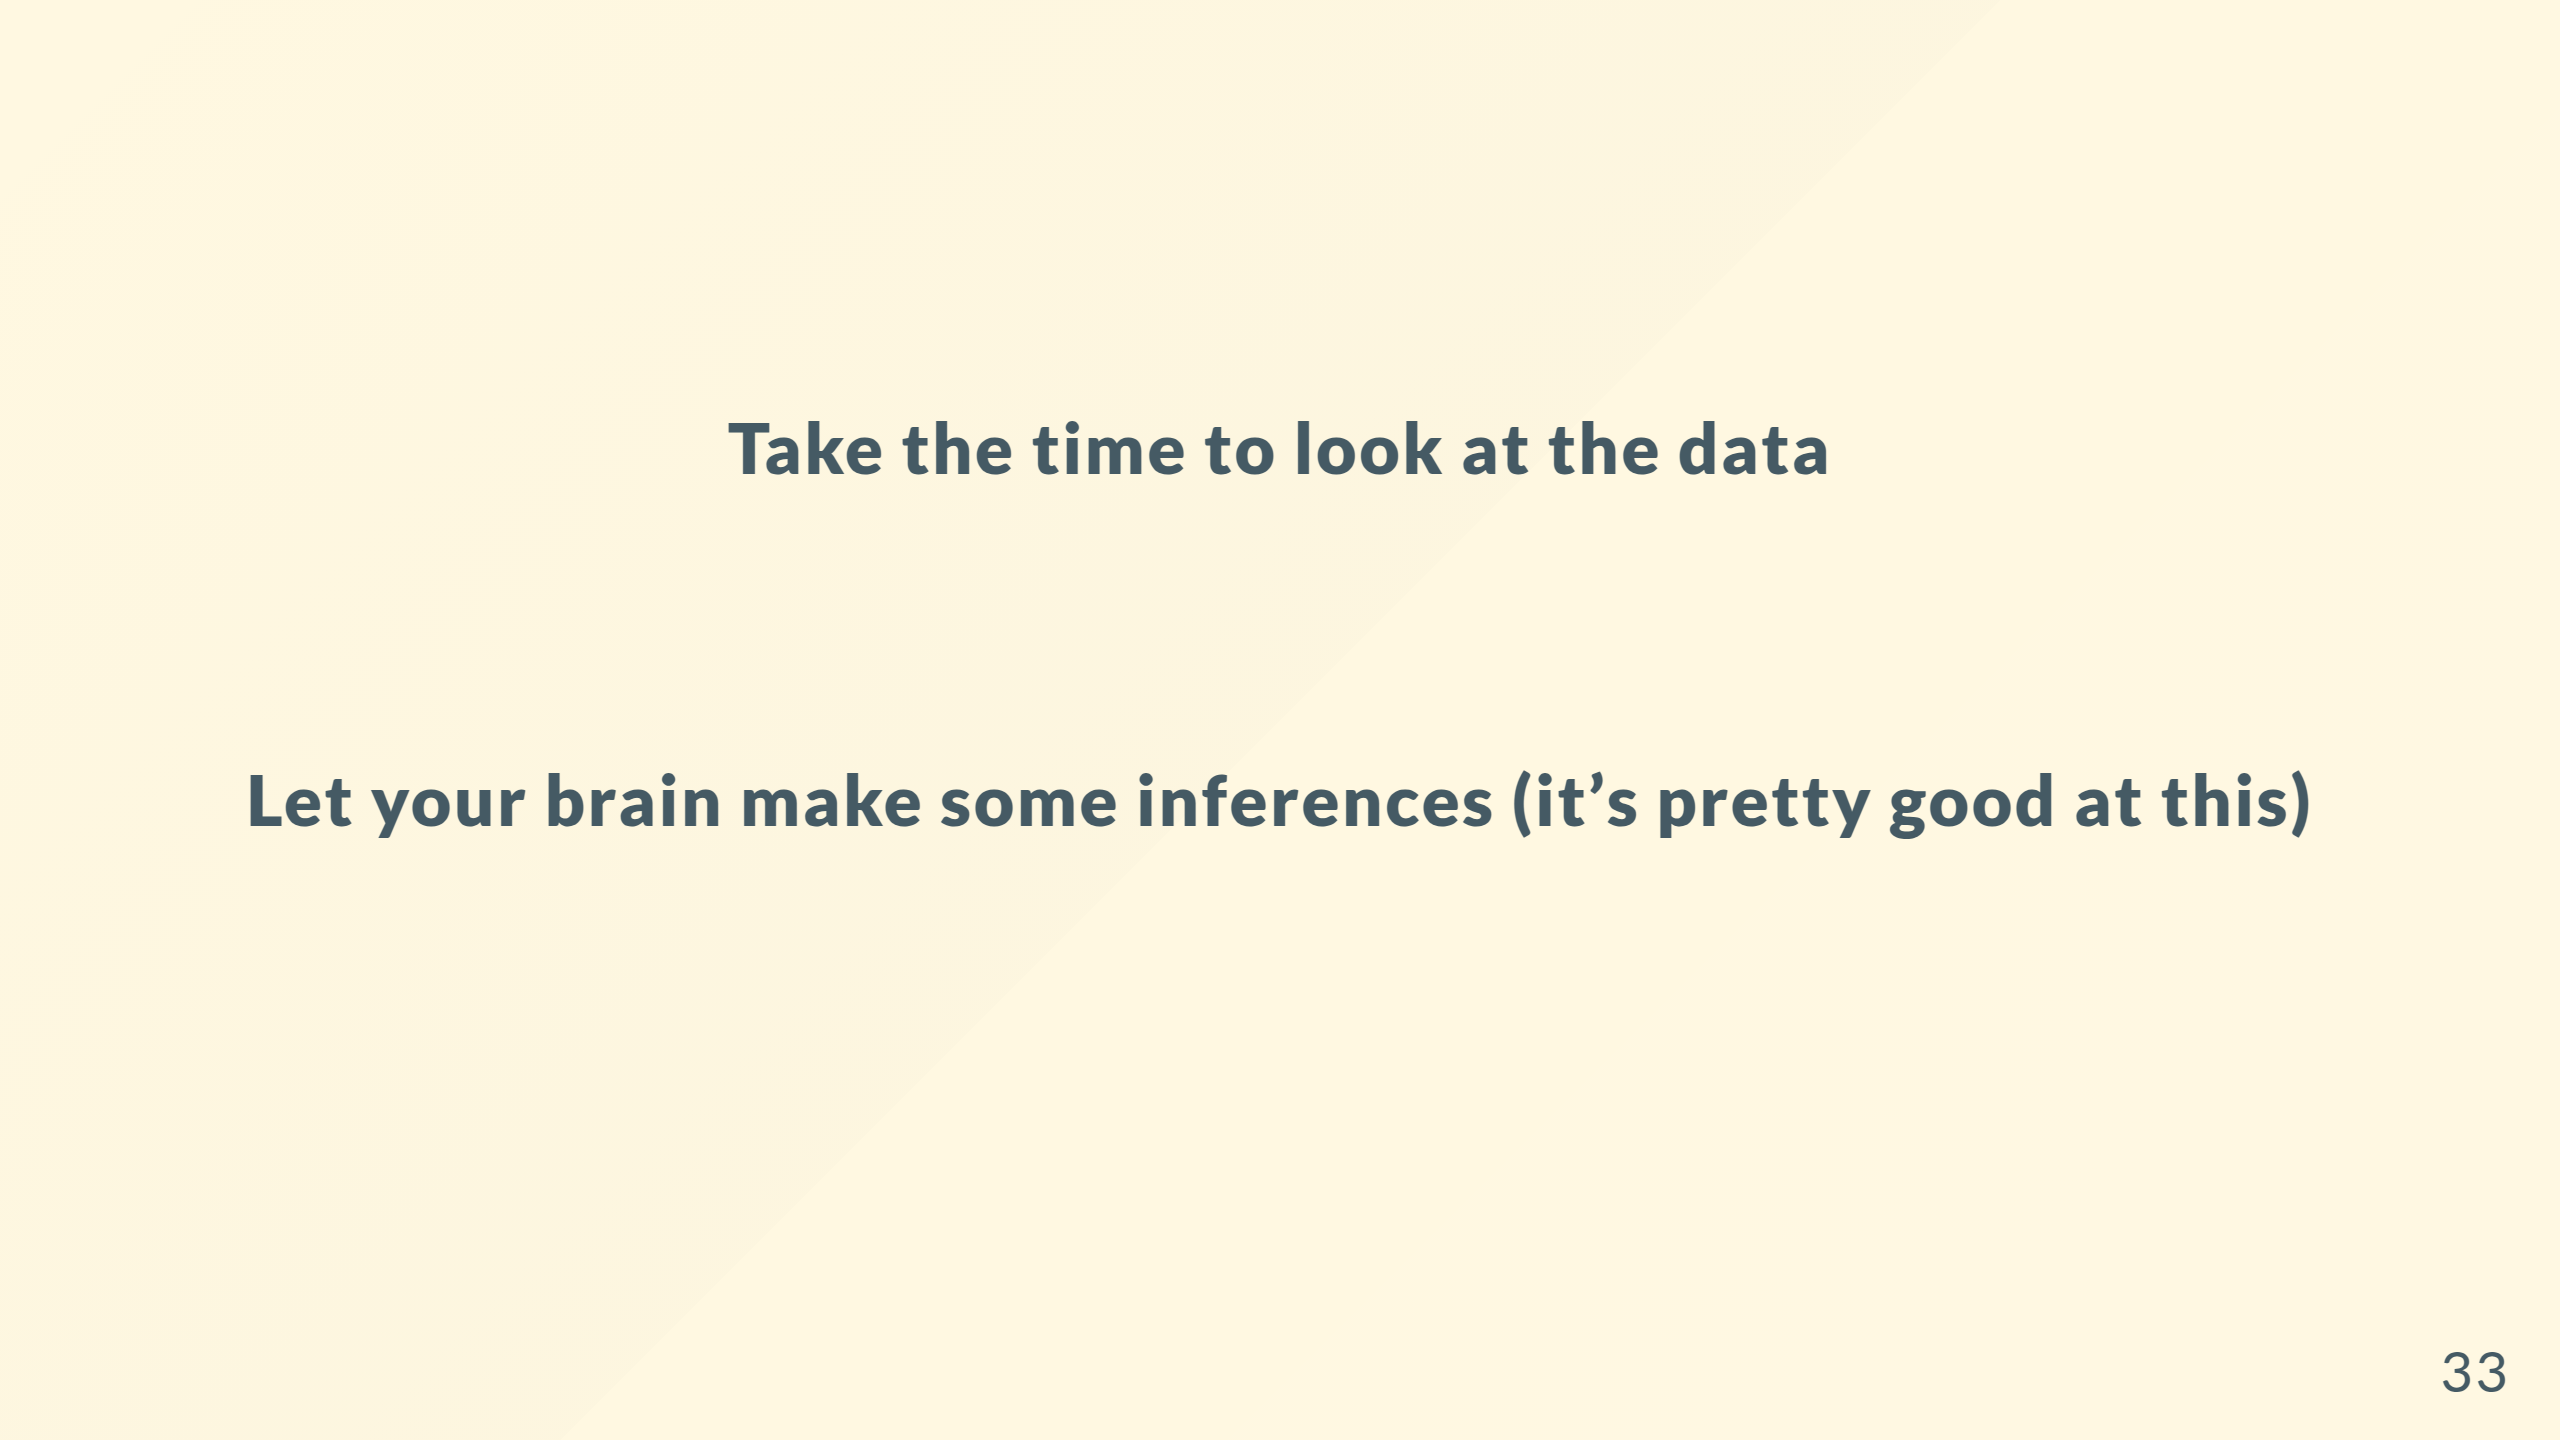 Take the time to look at the data
Let your brain make some inferences (it’s pretty good at this)
33